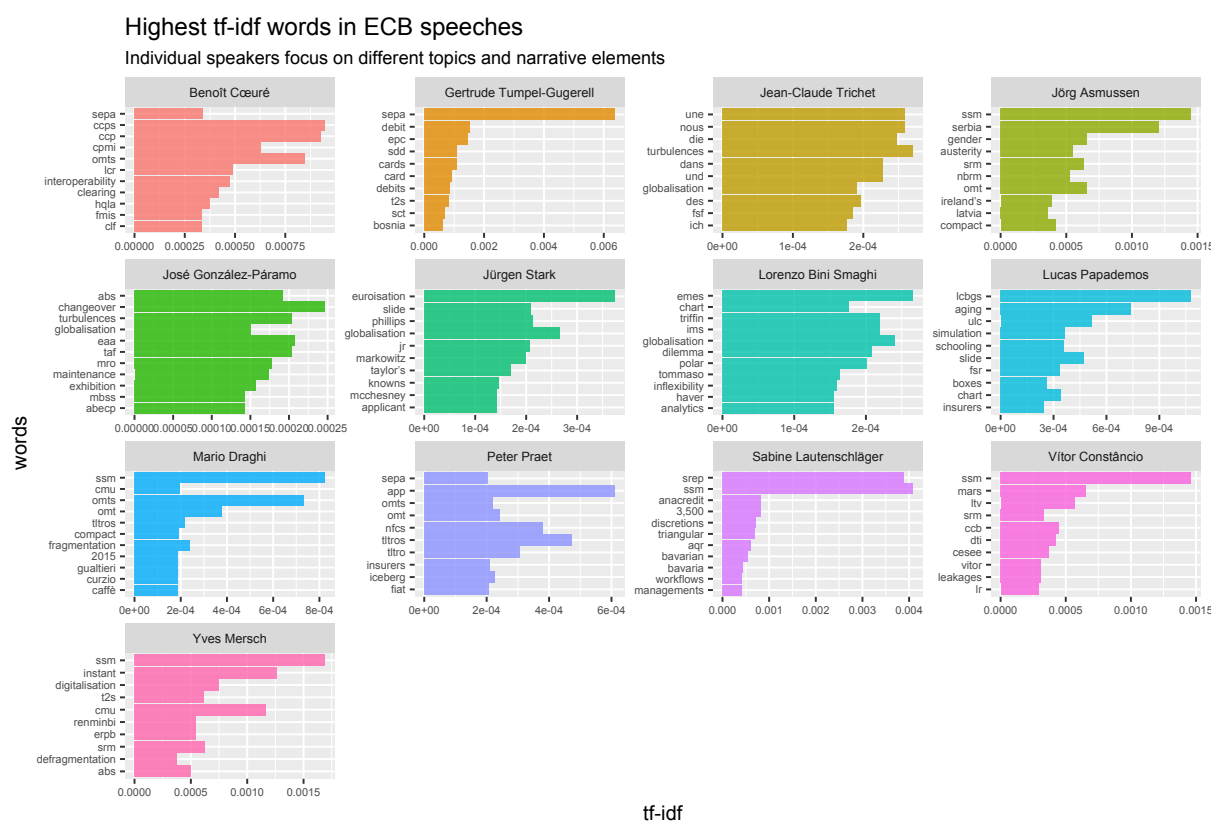 Highest tf-idf words in ECB speeches
Individual speakers focus on different topics and narrative elements
Benoît Cœuré
sepa
ccps
ccp
cpmi
omts
lcr
interoperability
clearing
hqla
fmis
clf
0.00000 0.00025 0.00050 0.00075
Gertrude Tumpel-Gugerell
sepa
debit
epc
sdd
cards
card
debits
t2s
sct
bosnia
0.000 0.002 0.004 0.006
Jean-Claude Trichet
une
nous
die
turbulences
dans
und
globalisation
des
fsf
ich
0e+00 1e-04 2e-04
Jörg Asmussen
ssm
serbia
gender
austerity
srm
nbrm
omt
ireland's
latvia
compact
0.0000 0.0005 0.0010 0.0015
José González-Páramo
abs
changeover
turbulences
globalisation
eaa
taf
mro
maintenance
exhibition
mbss
abecp
0.00000 0.00005 0.00010 0.00015 0.00020 0.00025
Jürgen Stark
euroisation
slide
phillips
globalisation
jr
markowitz
taylor's
knowns
mcchesney
applicant
0e+00 1e-04 2e-04 3e-04
Lorenzo Bini Smaghi
emes
chart
triffin
ims
globalisation
dilemma
polar
tommaso
inflexibility
haver
analytics
0e+00 1e-04 2e-04
Lucas Papademos
lcbgs
aging
ulc
simulation
schooling
slide
fsr
boxes
chart
insurers
0e+00 3e-04 6e-04 9e-04
Mario Draghi
ssm
cmu
omts
omt
tltros
compact
fragmentation
2015
gualtieri
curzio
caffè
0e+00 2e-04 4e-04 6e-04 8e-04
Peter Praet
sepa
app
omts
omt
nfcs
tltros
tltro
insurers
iceberg
fiat
0e+00 2e-04 4e-04 6e-04
Sabine Lautenschläger
srep
ssm
anacredit
3,500
discretions
triangular
aqr
bavarian
bavaria
workflows
managements
0.000 0.001 0.002 0.003 0.004
Vítor Constâncio
ssm
mars
ltv
srm
ccb
dti
cesee
vitor
leakages
lr
0.0000 0.0005 0.0010 0.0015
Yves Mersch
ssm
instant
digitalisation
t2s
cmu
renminbi
erpb
srm
defragmentation
abs
0.0000 0.0005 0.0010 0.0015
words
tf-idf